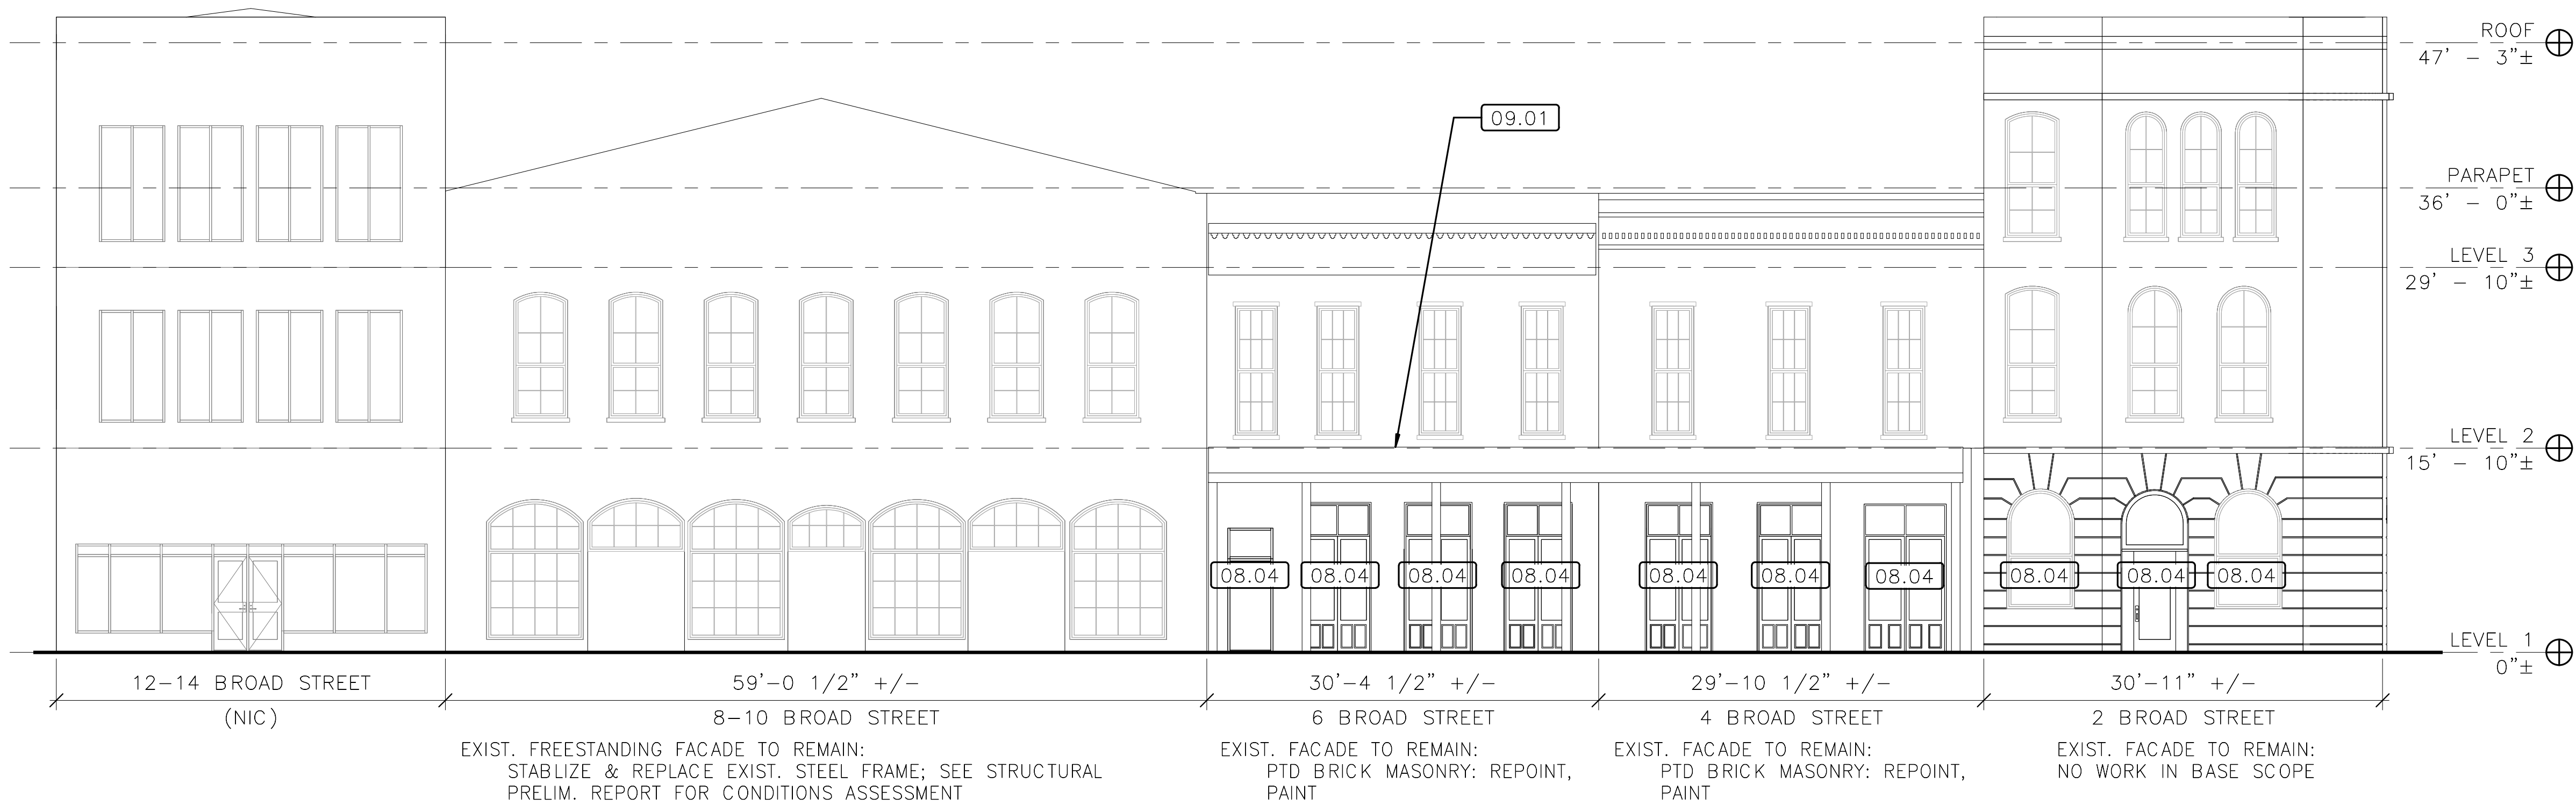 ROOF
47' - 3"±
09.01
PARAPET
36' - 0"±
LEVEL 3
29' - 10"±
LEVEL 2
15' - 10"±
08.04 08.04 08.04 08.04 08.04 08.04 08.04 08.04 08.04 08.04
LEVEL 1
0"±
12-14 BROAD STREET
(NIC)
59'-0 1/2" +/-
8-10 BROAD STREET
EXIST. FREESTANDING FACADE TO REMAIN:
STABLIZE & REPLACE EXIST. STEEL FRAME; SEE STRUCTURAL
PRELIM. REPORT FOR CONDITIONS ASSESSMENT
30'-4 1/2" +/-
6 BROAD STREET
EXIST. FACADE TO REMAIN:
PTD BRICK MASONRY: REPOINT,
PAINT
29'-10 1/2" +/-
4 BROAD STREET
EXIST. FACADE TO REMAIN:
PTD BRICK MASONRY: REPOINT,
PAINT
30'-11" +/-
2 BROAD STREET
EXIST. FACADE TO REMAIN:
NO WORK IN BASE SCOPE